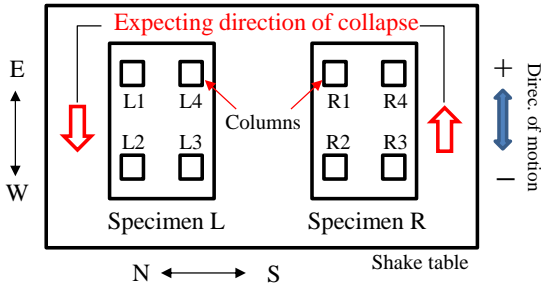 Expecting direction of collapse
E
W
L1 L4
L2 L3
Columns
R1 R4
R2 R3
+
−
Direc. of motion
Specimen L
Specimen R
Shake table
N S